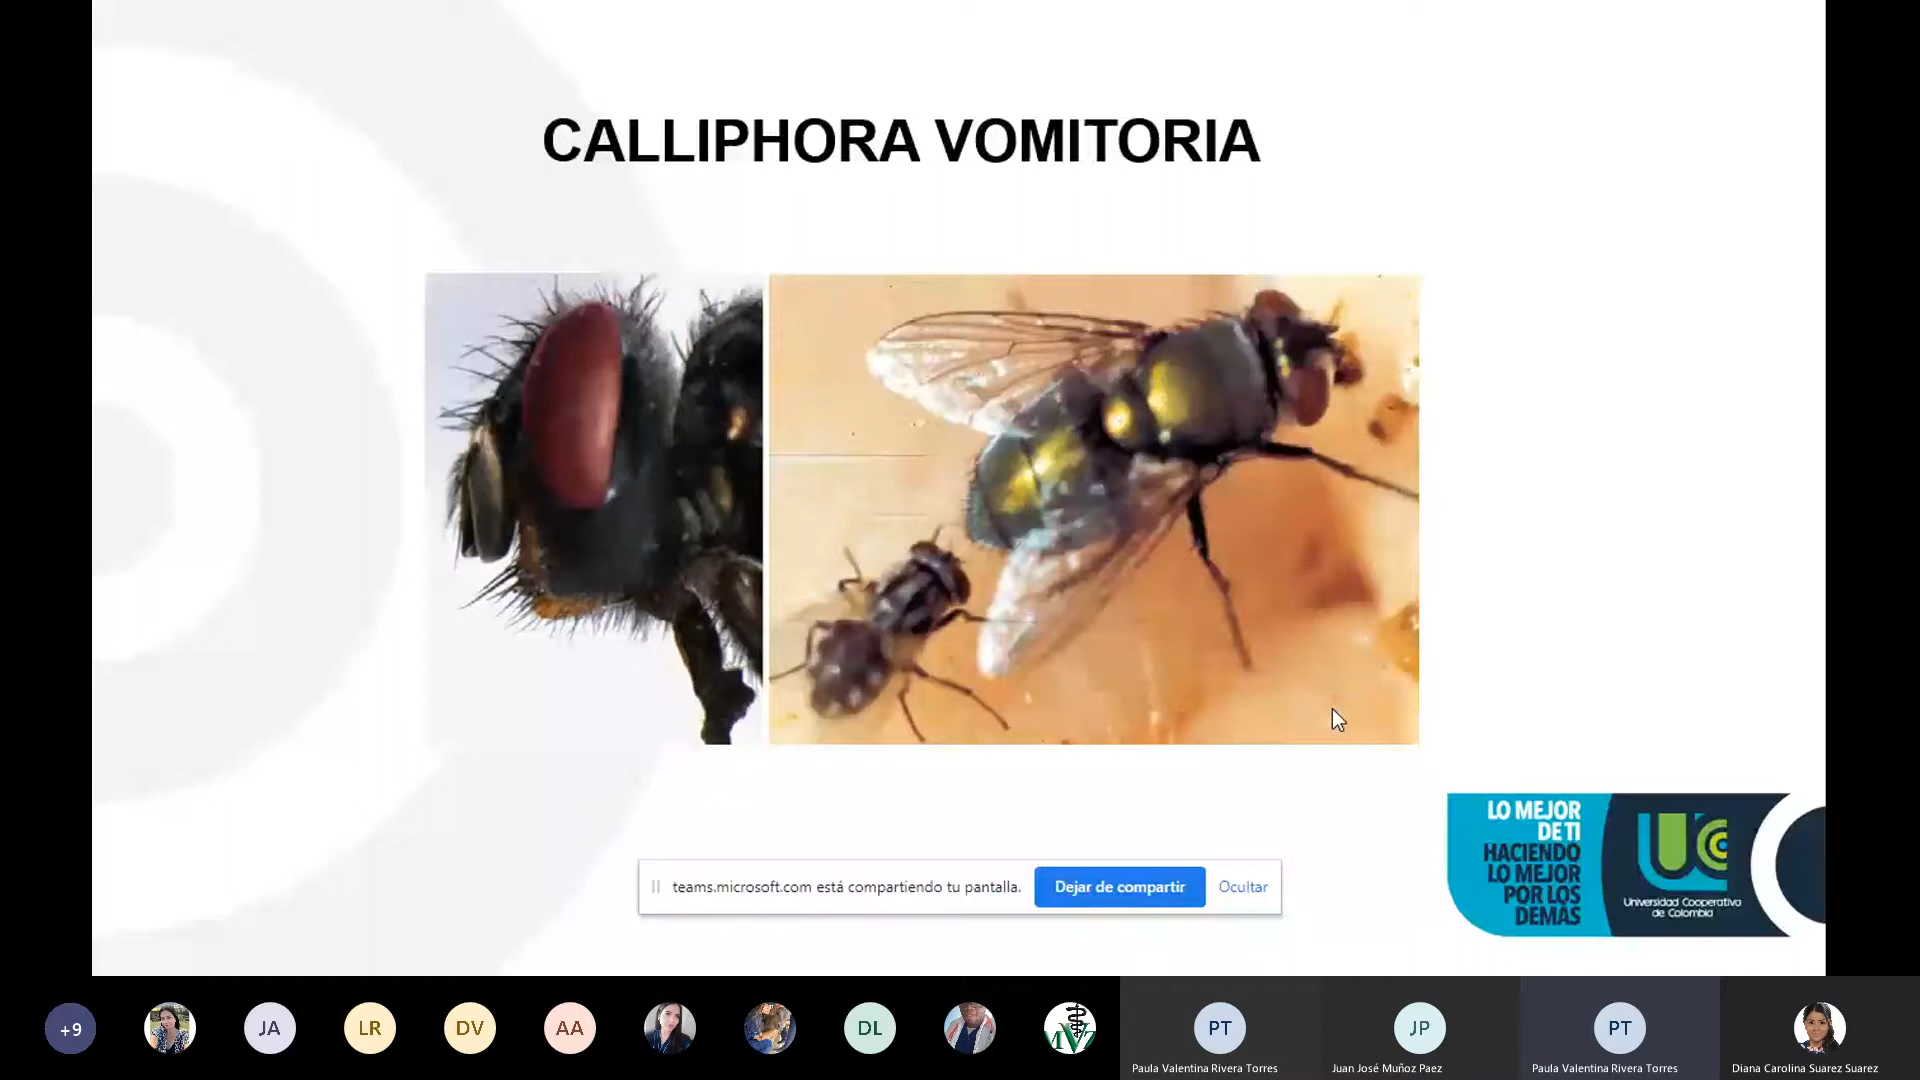 CALLIPHORA VOMITORIA
LO MEJOR
DE TI
HACIENDO
LO MEJOR
POR LOS
DEMÁS
UCC
Universidad Cooperativa
de Colombia
teams.microsoft.com está compartiendo tu pantalla.
Dejar de compartir
Ocultar
+9
JA
LR
DV
AA
DL
MVZ
PT
JP
PT
Paula Valentina Rivera Torres
Juan José Muñoz Paez
Paula Valentina Rivera Torres
Diana Carolina Suarez Suarez